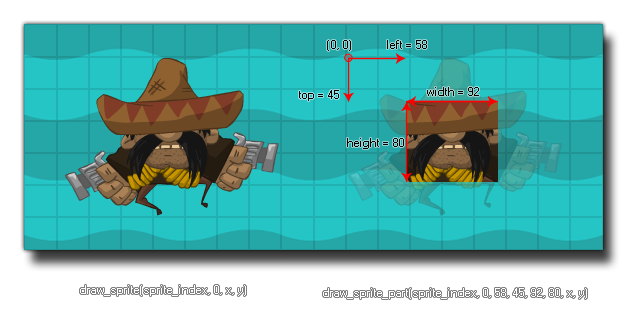 (0, 0)
left = 58
top = 45
width = 92
height = 80
draw_sprite(sprite_index, 0, x, y)
draw_sprite_part(sprite_index, 0, 58, 45, 92, 80, x, y)